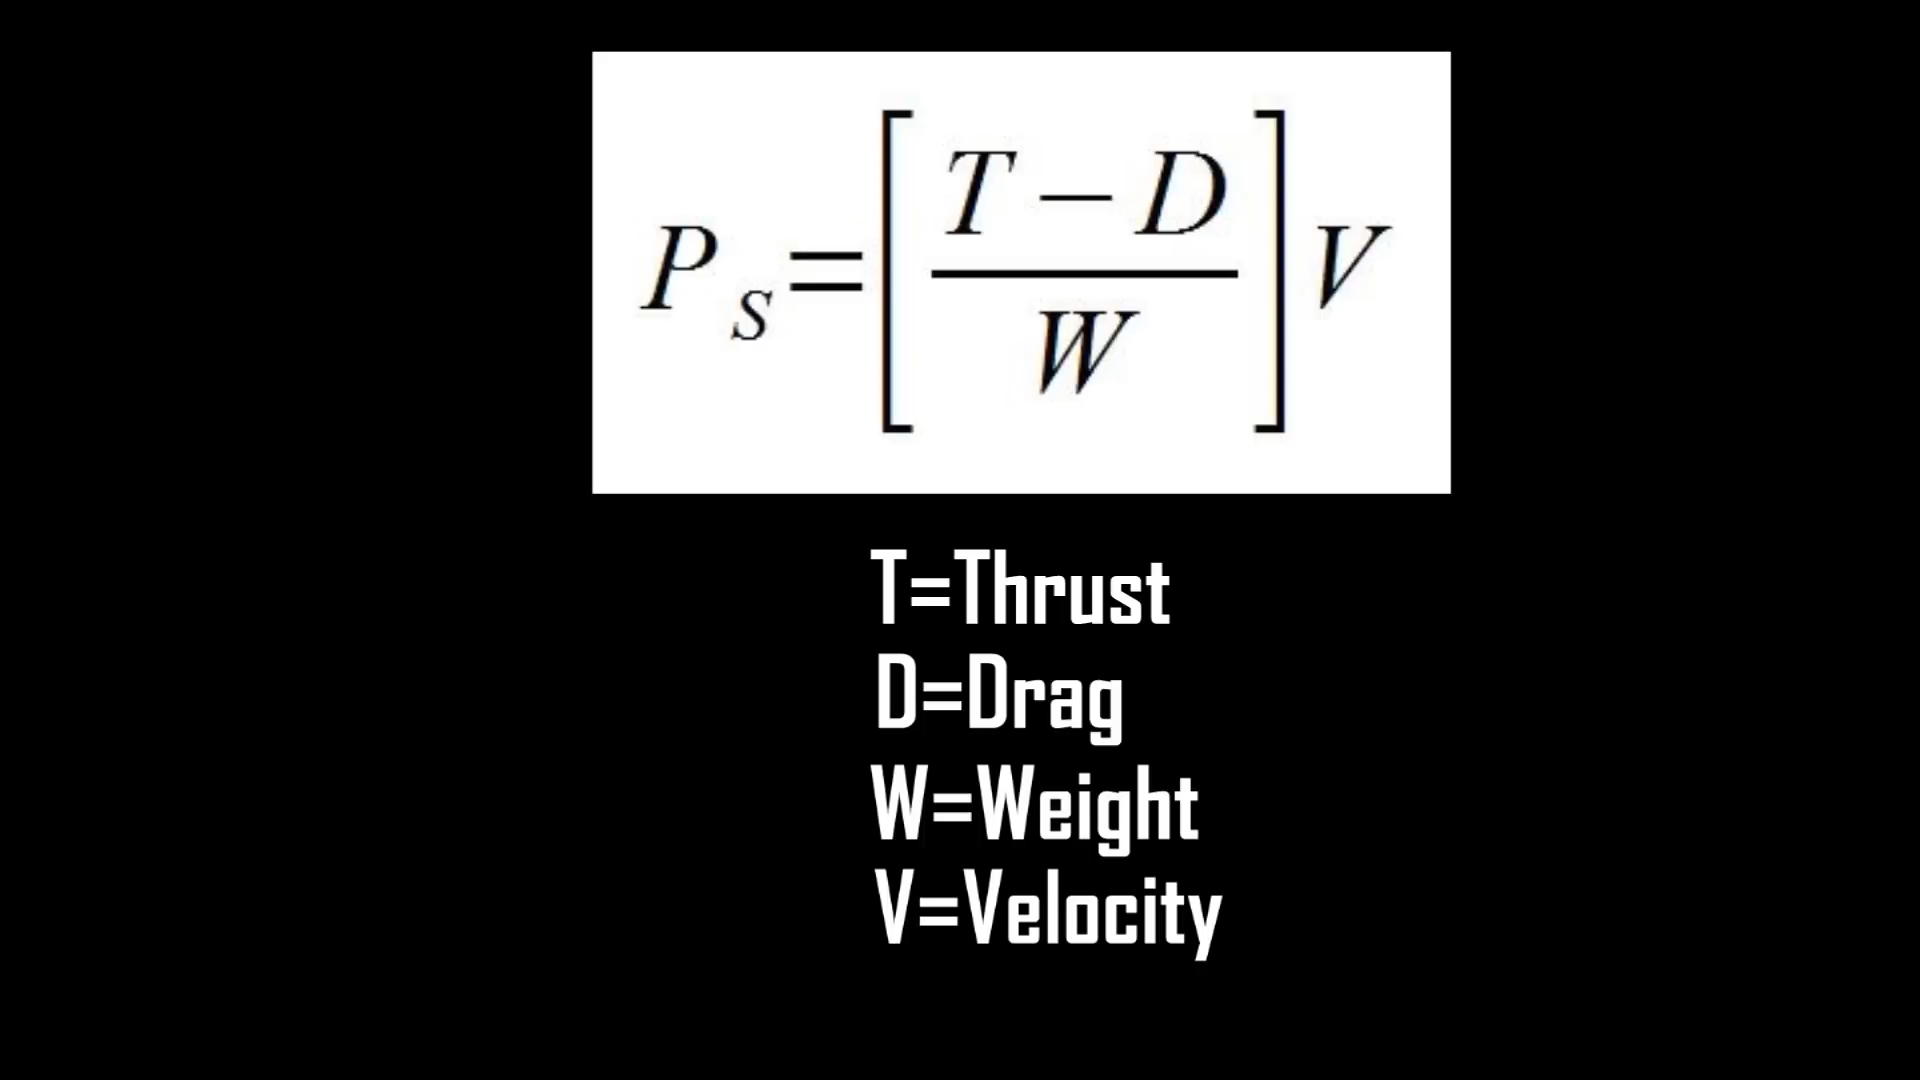 P_S = [ (T − D) / W ] V
T=Thrust
D=Drag
W=Weight
V=Velocity